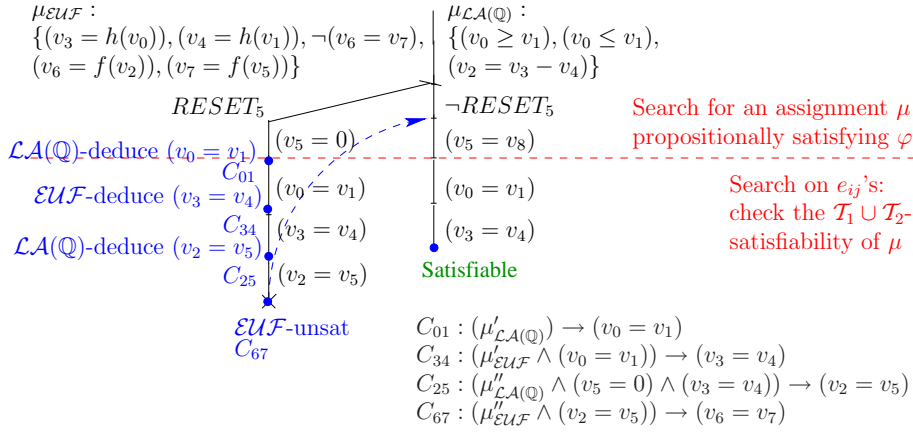 μ_EUF :
{(v₃ = h(v₀)), (v₄ = h(v₁)), ¬(v₆ = v₇),
(v₆ = f(v₂)), (v₇ = f(v₅))}
μ_LA(ℚ) :
{(v₀ ≥ v₁), (v₀ ≤ v₁),
(v₂ = v₃ − v₄)}
RESET₅
¬RESET₅
Search for an assignment μ
propositionally satisfying φ
(v₅ = 0)
(v₅ = v₈)
LA(ℚ)-deduce (v₀ = v₁)
C₀₁
Search on e_ij's:
check the T₁ ∪ T₂-
satisfiability of μ
(v₀ = v₁)
(v₀ = v₁)
EUF-deduce (v₃ = v₄)
C₃₄
(v₃ = v₄)
(v₃ = v₄)
LA(ℚ)-deduce (v₂ = v₅)
C₂₅
(v₂ = v₅)
Satisfiable
EUF-unsat
C₆₇
C₀₁ : (μ′_LA(ℚ)) → (v₀ = v₁)
C₃₄ : (μ′_EUF ∧ (v₀ = v₁)) → (v₃ = v₄)
C₂₅ : (μ″_LA(ℚ) ∧ (v₅ = 0) ∧ (v₃ = v₄)) → (v₂ = v₅)
C₆₇ : (μ″_EUF ∧ (v₂ = v₅)) → (v₆ = v₇)